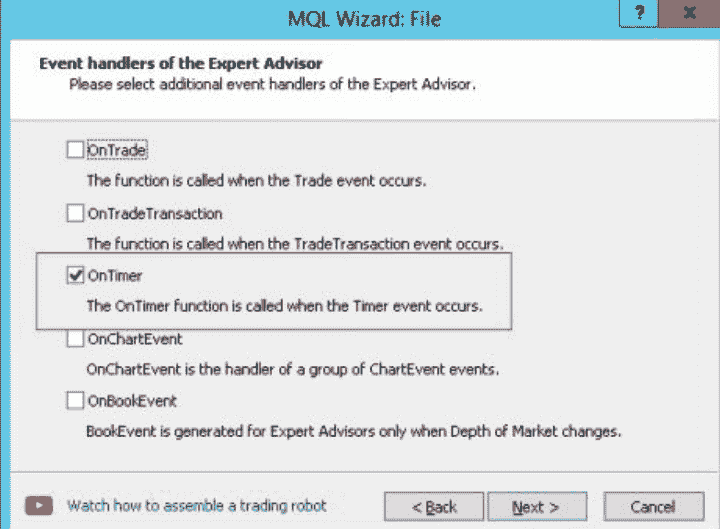 MQL Wizard: File
?
Event handlers of the Expert Advisor
Please select additional event handlers of the Expert Advisor.
OnTrade
The function is called when the Trade event occurs.
OnTradeTransaction
The function is called when the TradeTransaction event occurs.
OnTimer
The OnTimer function is called when the Timer event occurs.
OnChartEvent
OnChartEvent is the handler of a group of ChartEvent events.
OnBookEvent
BookEvent is generated for Expert Advisors only when Depth of Market changes.
Watch how to assemble a trading robot < Back Next > Cancel